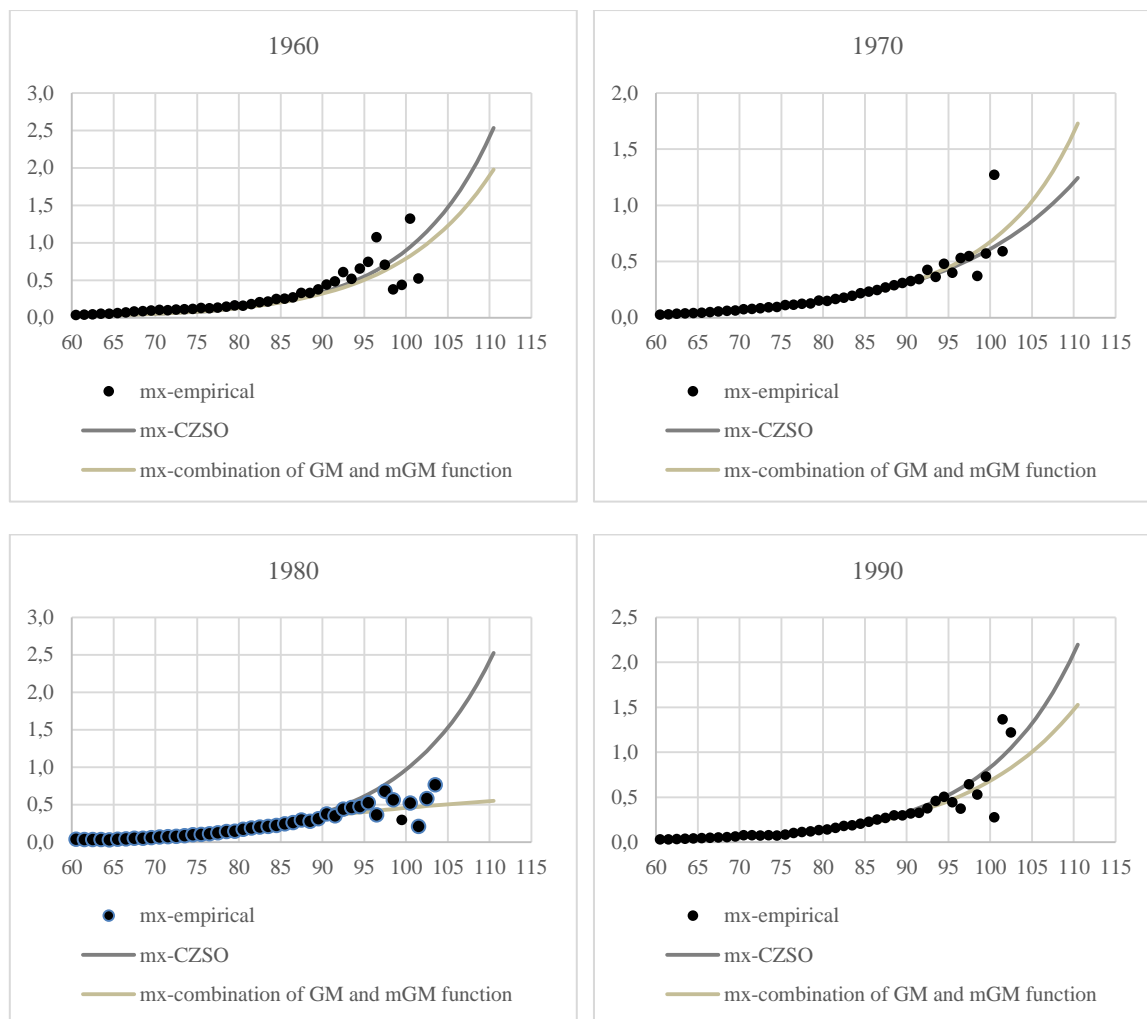 1960
3,0
2,5
2,0
1,5
1,0
0,5
0,0
60 65 70 75 80 85 90 95 100 105 110 115
mx-empirical
mx-CZSO
mx-combination of GM and mGM function
1970
2,0
1,5
1,0
0,5
0,0
60 65 70 75 80 85 90 95 100 105 110 115
mx-empirical
mx-CZSO
mx-combination of GM and mGM function
1980
3,0
2,5
2,0
1,5
1,0
0,5
0,0
60 65 70 75 80 85 90 95 100 105 110 115
mx-empirical
mx-CZSO
mx-combination of GM and mGM function
1990
2,5
2,0
1,5
1,0
0,5
0,0
60 65 70 75 80 85 90 95 100 105 110 115
mx-empirical
mx-CZSO
mx-combination of GM and mGM function